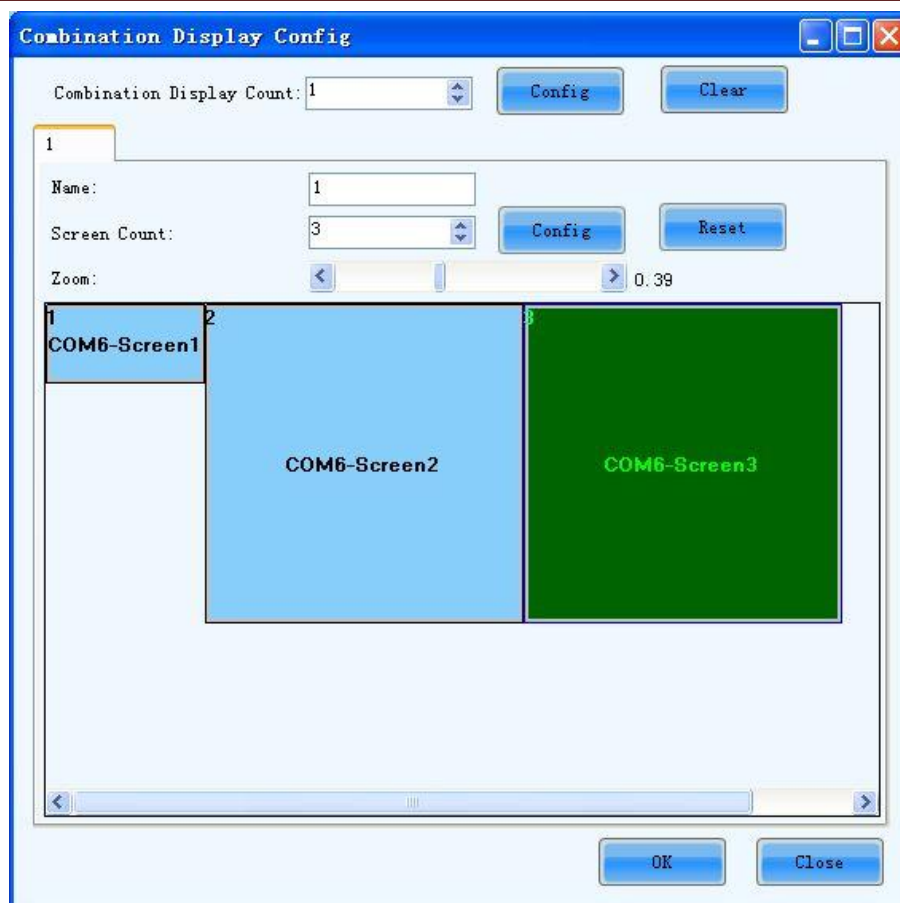 Combination Display Config
Combination Display Count: 1 Config Clear
1
Name: 1
Screen Count: 3 Config Reset
Zoom: 0.39
1 2 3
COM6-Screen1
COM6-Screen2 COM6-Screen3
OK Close